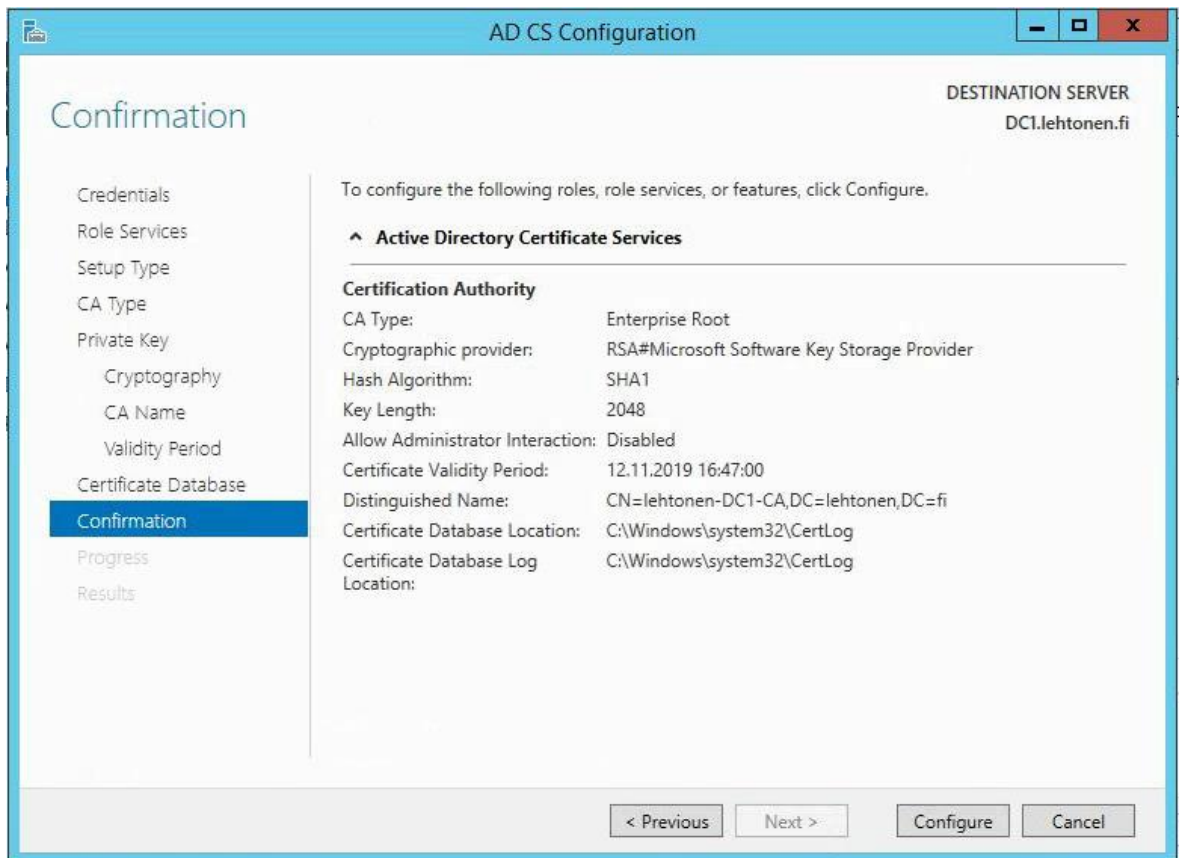 AD CS Configuration
Confirmation
DESTINATION SERVER
DC1.lehtonen.fi
Credentials
Role Services
Setup Type
CA Type
Private Key
Cryptography
CA Name
Validity Period
Certificate Database
Confirmation
Progress
Results
To configure the following roles, role services, or features, click Configure.
Active Directory Certificate Services
Certification Authority
CA Type: Enterprise Root
Cryptographic provider: RSA#Microsoft Software Key Storage Provider
Hash Algorithm: SHA1
Key Length: 2048
Allow Administrator Interaction: Disabled
Certificate Validity Period: 12.11.2019 16:47:00
Distinguished Name: CN=lehtonen-DC1-CA,DC=lehtonen,DC=fi
Certificate Database Location: C:\Windows\system32\CertLog
Certificate Database Log C:\Windows\system32\CertLog
Location:
< Previous Next > Configure Cancel